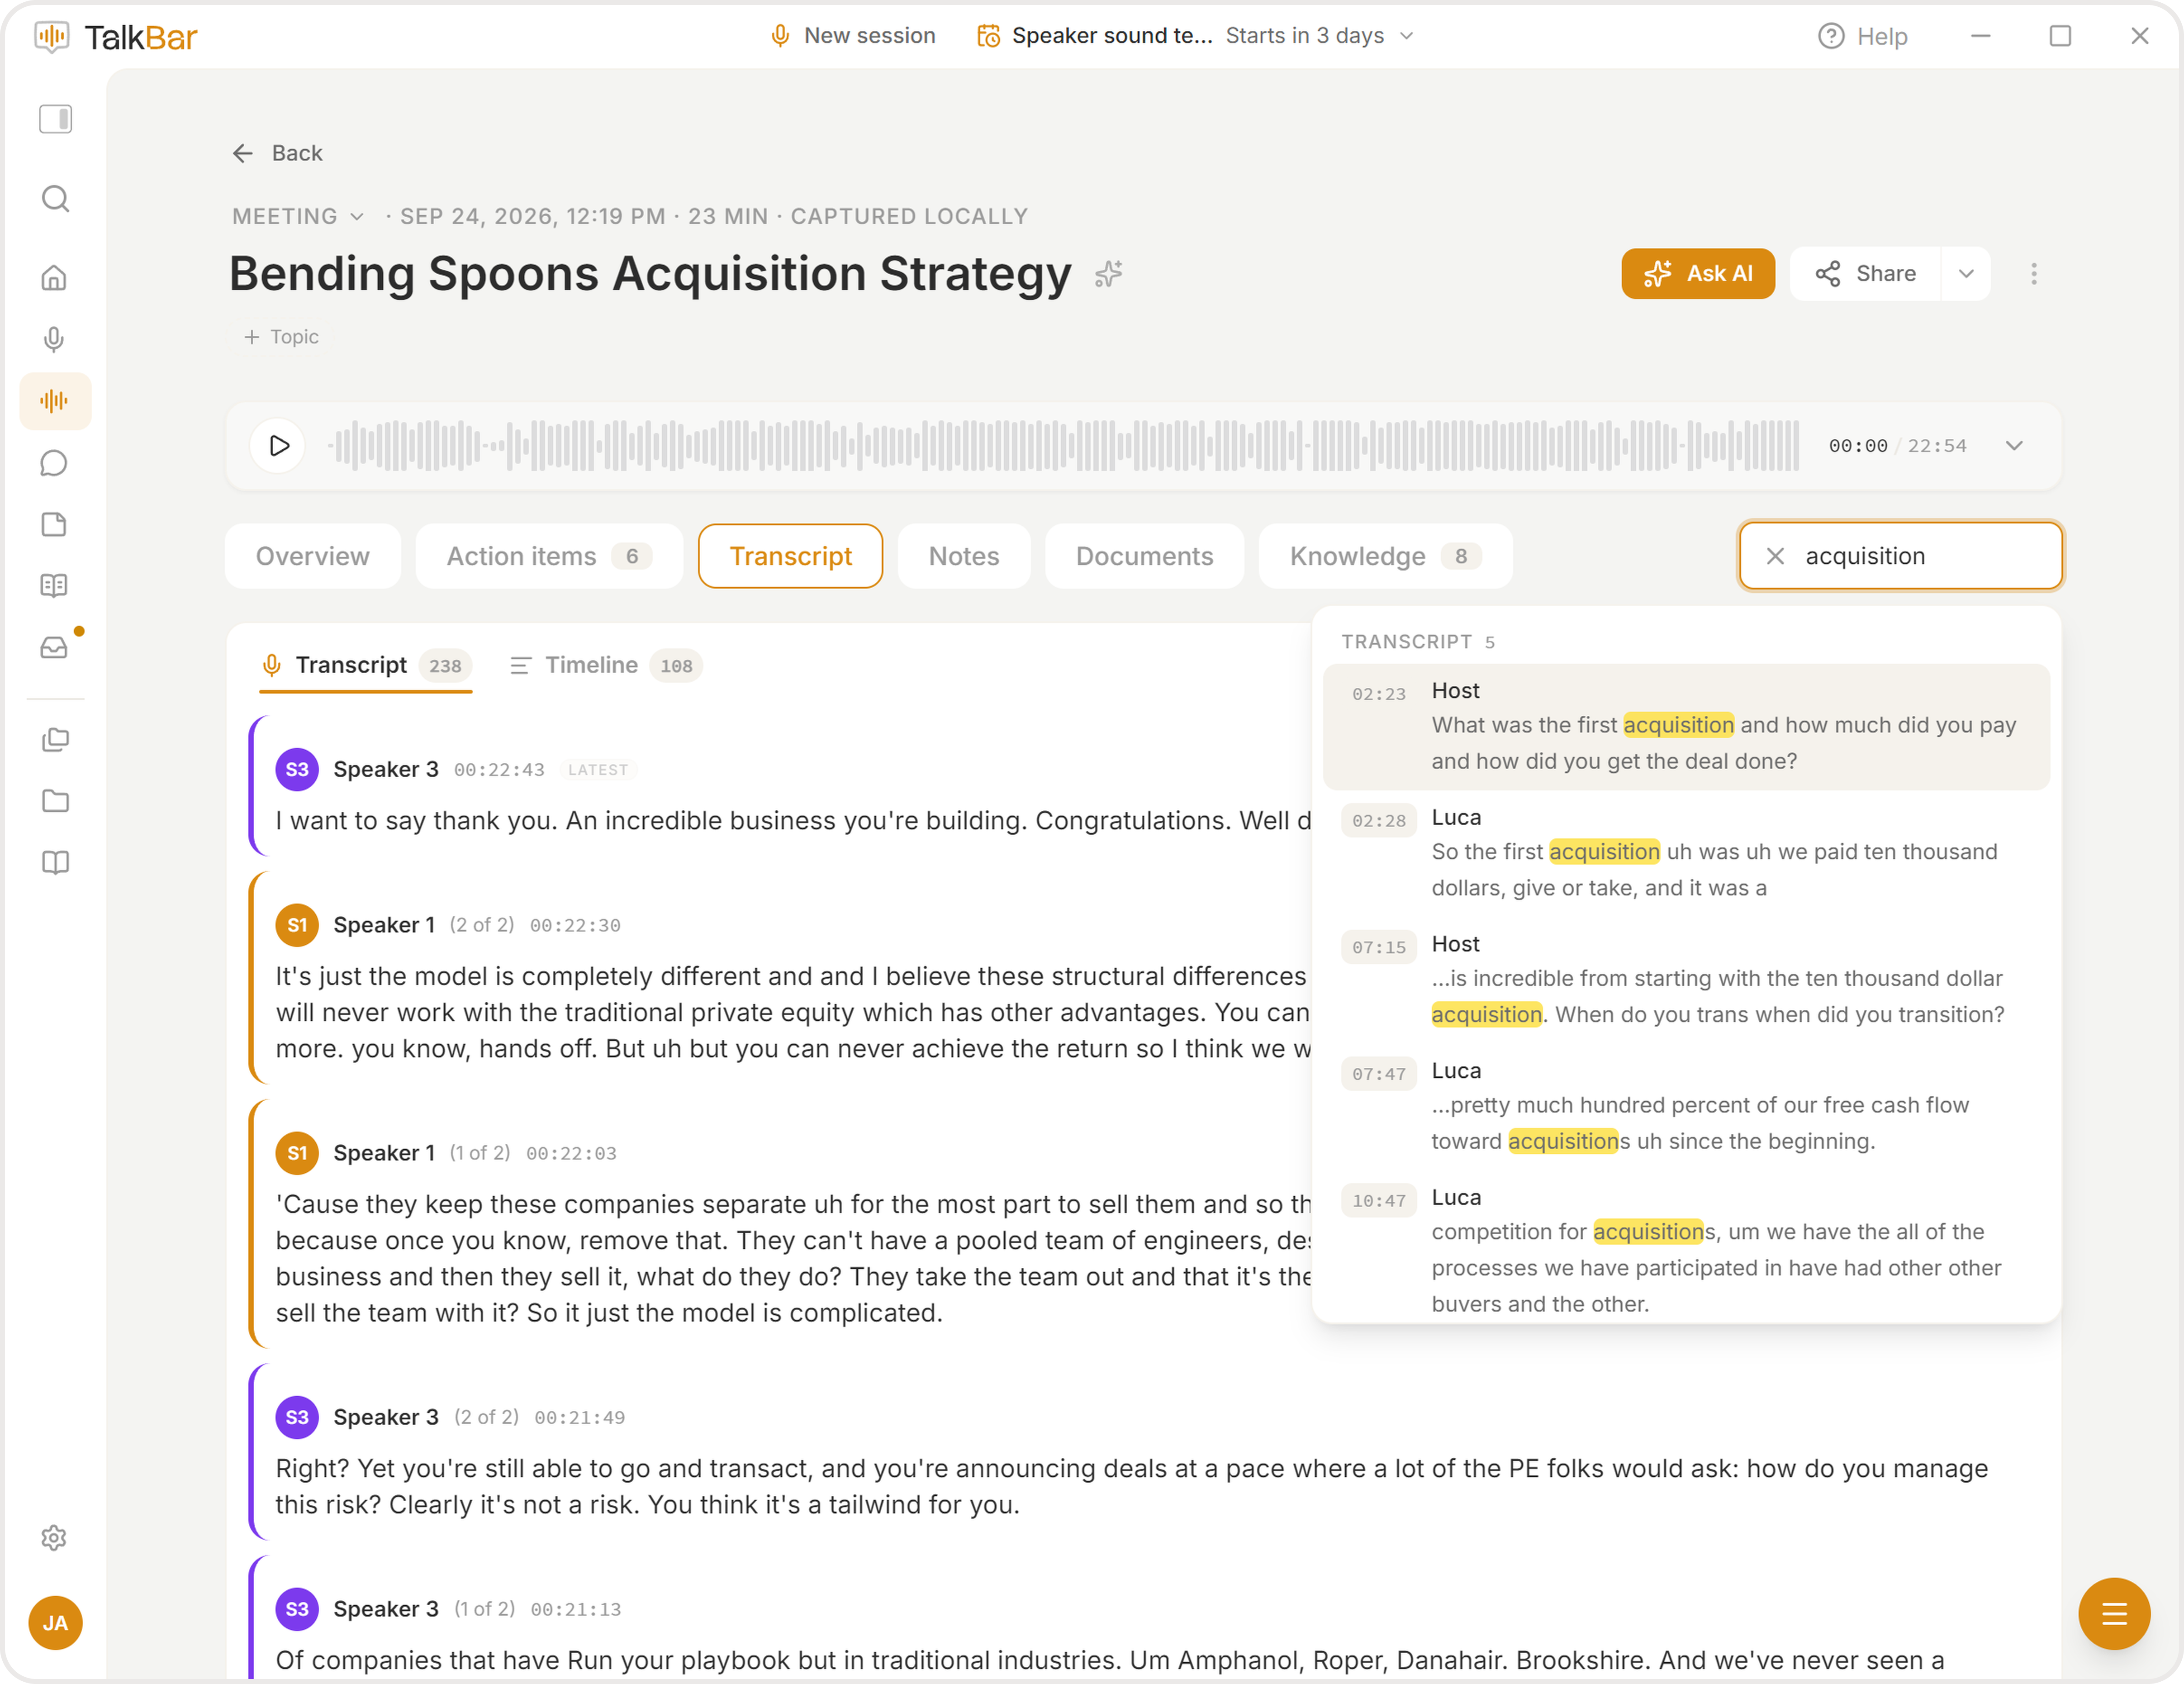 TalkBar
New session
Speaker sound te... Starts in 3 days
Help
Back
MEETING · SEP 24, 2026, 12:19 PM · 23 MIN · CAPTURED LOCALLY
Bending Spoons Acquisition Strategy
Ask AI
Share
+ Topic
00:00 / 22:54
Overview
Action items 6
Transcript
Notes
Documents
Knowledge 8
acquisition
Transcript 238
Timeline 108
S3 Speaker 3 00:22:43 LATEST
I want to say thank you. An incredible business you're building. Congratulations. Well d
S1 Speaker 1 (2 of 2) 00:22:30
It's just the model is completely different and and I believe these structural differences
will never work with the traditional private equity which has other advantages. You can
more. you know, hands off. But uh but you can never achieve the return so I think we w
S1 Speaker 1 (1 of 2) 00:22:03
'Cause they keep these companies separate uh for the most part to sell them and so th
because once you know, remove that. They can't have a pooled team of engineers, des
business and then they sell it, what do they do? They take the team out and that it's the
sell the team with it? So it just the model is complicated.
S3 Speaker 3 (2 of 2) 00:21:49
Right? Yet you're still able to go and transact, and you're announcing deals at a pace where a lot of the PE folks would ask: how do you manage
this risk? Clearly it's not a risk. You think it's a tailwind for you.
S3 Speaker 3 (1 of 2) 00:21:13
Of companies that have Run your playbook but in traditional industries. Um Amphanol, Roper, Danahair. Brookshire. And we've never seen a
TRANSCRIPT 5
02:23 Host
What was the first acquisition and how much did you pay
and how did you get the deal done?
02:28 Luca
So the first acquisition uh was uh we paid ten thousand
dollars, give or take, and it was a
07:15 Host
...is incredible from starting with the ten thousand dollar
acquisition. When do you trans when did you transition?
07:47 Luca
...pretty much hundred percent of our free cash flow
toward acquisitions uh since the beginning.
10:47 Luca
competition for acquisitions, um we have the all of the
processes we have participated in have had other other
buyers and the other.
JA